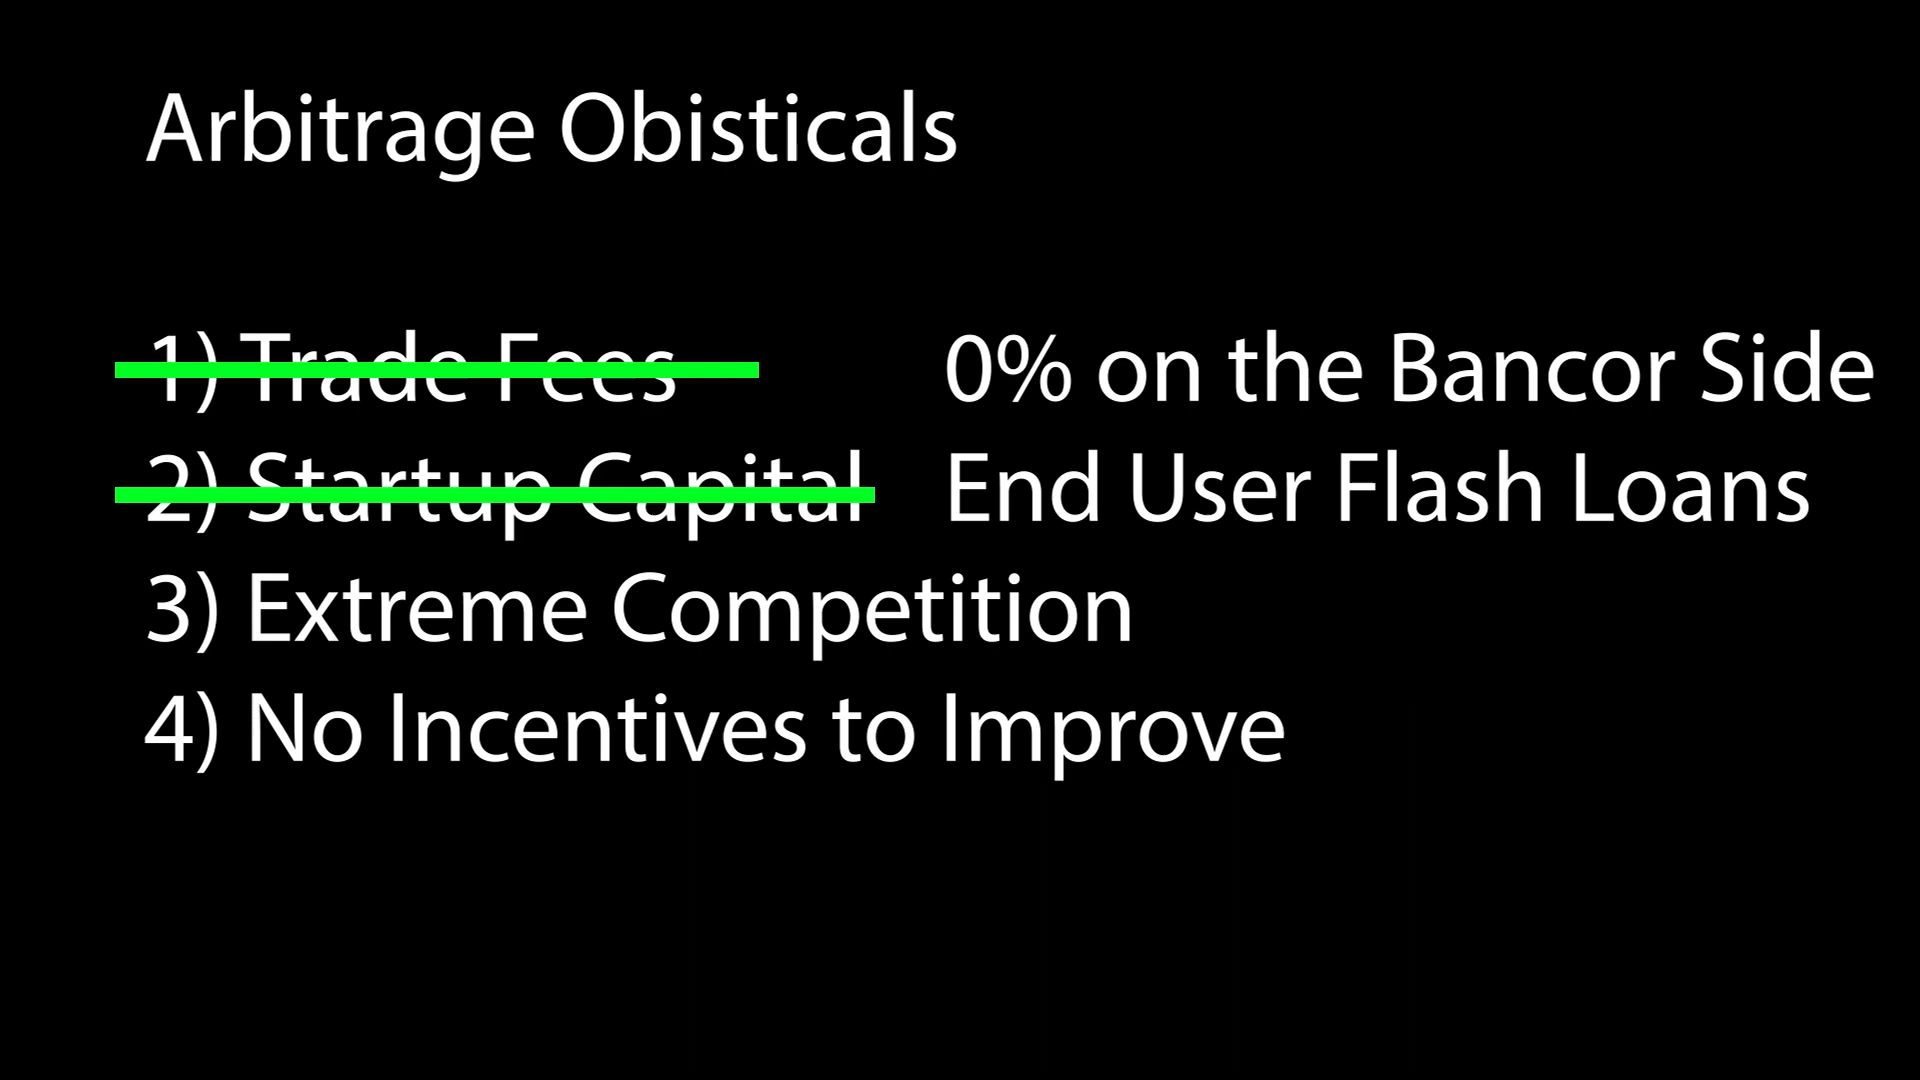 Arbitrage Obisticals
1) Trade Fees 0% on the Bancor Side
2) Startup Capital End User Flash Loans
3) Extreme Competition
4) No Incentives to Improve